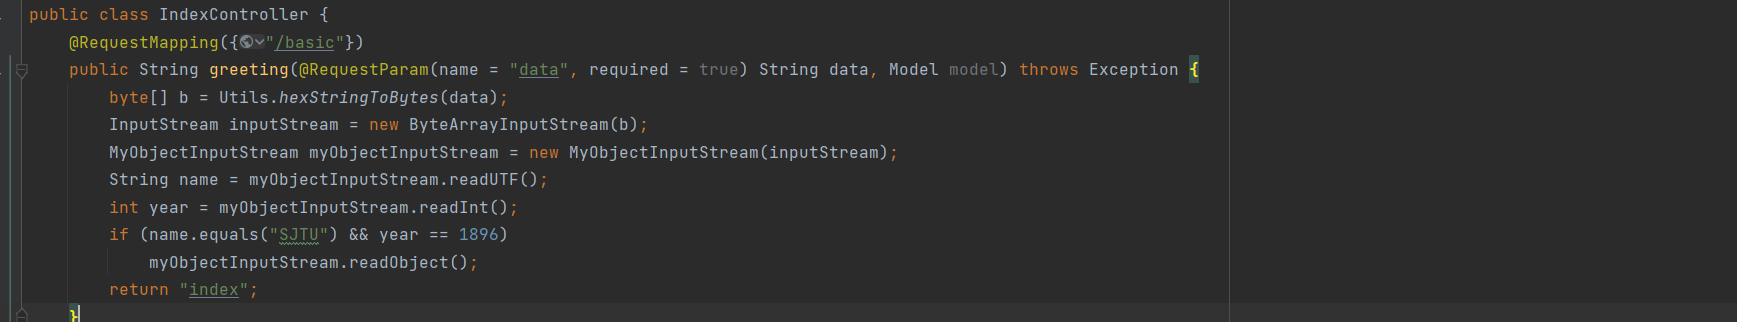 public class IndexController {
@RequestMapping({"/basic"})
public String greeting(@RequestParam(name = "data", required = true) String data, Model model) throws Exception {
byte[] b = Utils.hexStringToBytes(data);
InputStream inputStream = new ByteArrayInputStream(b);
MyObjectInputStream myObjectInputStream = new MyObjectInputStream(inputStream);
String name = myObjectInputStream.readUTF();
int year = myObjectInputStream.readInt();
if (name.equals("SJTU") && year == 1896)
myObjectInputStream.readObject();
return "index";
}